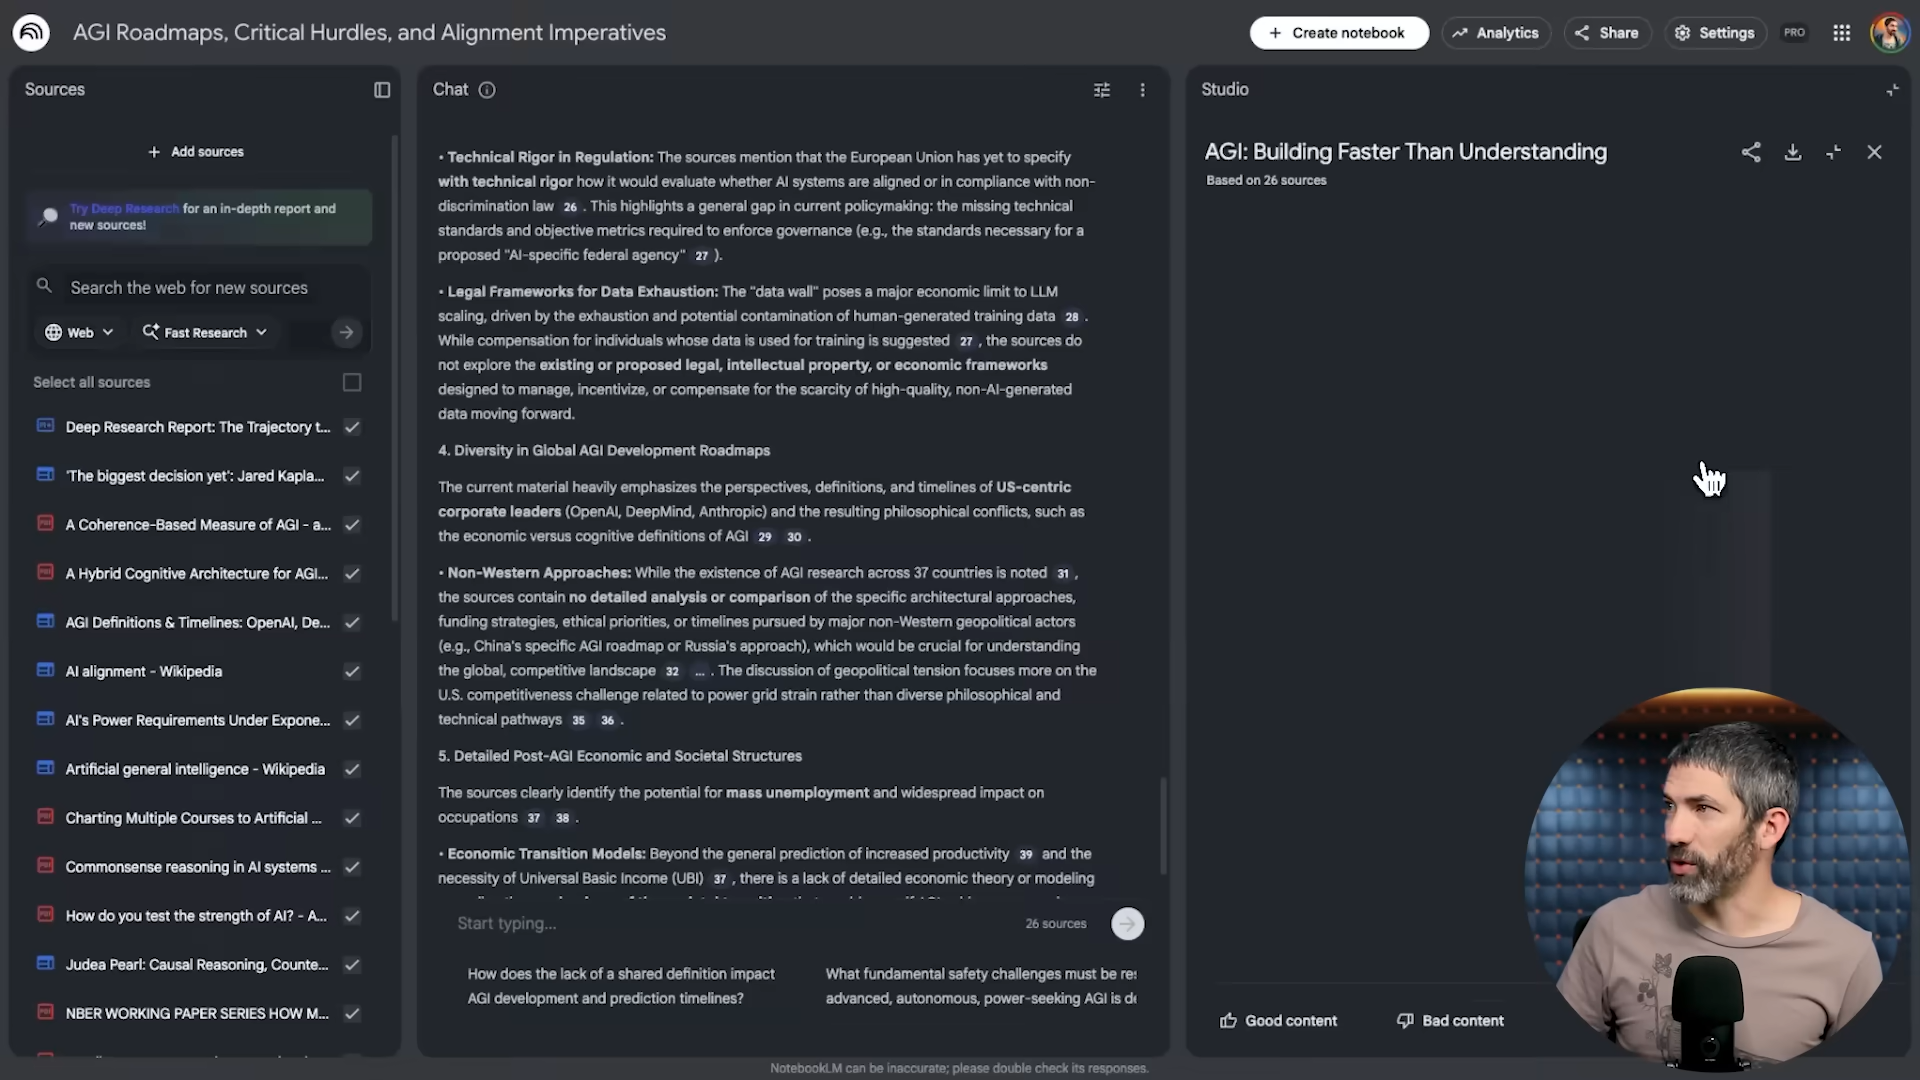 AGI Roadmaps, Critical Hurdles, and Alignment Imperatives
Create notebook
Analytics
Share
Settings
PRO
Sources
Add sources
Try Deep Research for an in-depth report and
new sources!
Search the web for new sources
Web
Fast Research
Select all sources
Deep Research Report: The Trajectory t...
'The biggest decision yet': Jared Kapla...
A Coherence-Based Measure of AGI - a...
A Hybrid Cognitive Architecture for AGI...
AGI Definitions & Timelines: OpenAI, De...
AI alignment - Wikipedia
AI's Power Requirements Under Expone...
Artificial general intelligence - Wikipedia
Charting Multiple Courses to Artificial ...
Commonsense reasoning in AI systems ...
How do you test the strength of AI? - A...
Judea Pearl: Causal Reasoning, Counte...
NBER WORKING PAPER SERIES HOW M...
Chat
• Technical Rigor in Regulation: The sources mention that the European Union has yet to specify
with technical rigor how it would evaluate whether AI systems are aligned or in compliance with non-
discrimination law 26 . This highlights a general gap in current policymaking: the missing technical
standards and objective metrics required to enforce governance (e.g., the standards necessary for a
proposed "AI-specific federal agency" 27 ).
• Legal Frameworks for Data Exhaustion: The "data wall" poses a major economic limit to LLM
scaling, driven by the exhaustion and potential contamination of human-generated training data 28 .
While compensation for individuals whose data is used for training is suggested 27 , the sources do
not explore the existing or proposed legal, intellectual property, or economic frameworks
designed to manage, incentivize, or compensate for the scarcity of high-quality, non-AI-generated
data moving forward.
4. Diversity in Global AGI Development Roadmaps
The current material heavily emphasizes the perspectives, definitions, and timelines of US-centric
corporate leaders (OpenAI, DeepMind, Anthropic) and the resulting philosophical conflicts, such as
the economic versus cognitive definitions of AGI 29 30 .
• Non-Western Approaches: While the existence of AGI research across 37 countries is noted 31 ,
the sources contain no detailed analysis or comparison of the specific architectural approaches,
funding strategies, ethical priorities, or timelines pursued by major non-Western geopolitical actors
(e.g., China's specific AGI roadmap or Russia's approach), which would be crucial for understanding
the global, competitive landscape 32 ... . The discussion of geopolitical tension focuses more on the
U.S. competitiveness challenge related to power grid strain rather than diverse philosophical and
technical pathways 35 36 .
5. Detailed Post-AGI Economic and Societal Structures
The sources clearly identify the potential for mass unemployment and widespread impact on
occupations 37 38 .
• Economic Transition Models: Beyond the general prediction of increased productivity 39 and the
necessity of Universal Basic Income (UBI) 37 , there is a lack of detailed economic theory or modeling
Start typing...
26 sources
How does the lack of a shared definition impact
AGI development and prediction timelines?
What fundamental safety challenges must be
advanced, autonomous, power-seeking AGI is
Studio
AGI: Building Faster Than Understanding
Based on 26 sources
Good content
Bad content
NotebookLM can be inaccurate; please double check its responses.